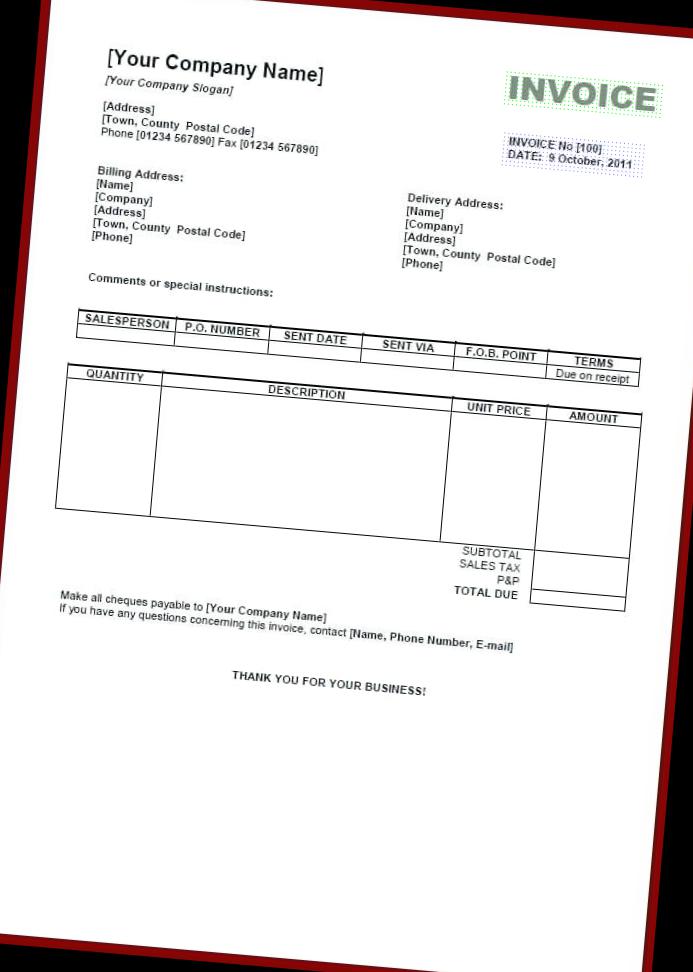 [Your Company Name]
[Your Company Slogan]
INVOICE
[Address]
[Town, County  Postal Code]
Phone [01234 567890] Fax [01234 567890]
INVOICE No [100]
DATE:  9 October, 2011
Billing Address:
[Name]
[Company]
[Address]
[Town, County  Postal Code]
[Phone]
Delivery Address:
[Name]
[Company]
[Address]
[Town, County  Postal Code]
[Phone]
Comments or special instructions:
SALESPERSON P.O. NUMBER SENT DATE SENT VIA F.O.B. POINT TERMS
Due on receipt
QUANTITY DESCRIPTION UNIT PRICE AMOUNT
SUBTOTAL
SALES TAX
P&P
TOTAL DUE
Make all cheques payable to [Your Company Name]
If you have any questions concerning this invoice, contact [Name, Phone Number, E-mail]
THANK YOU FOR YOUR BUSINESS!